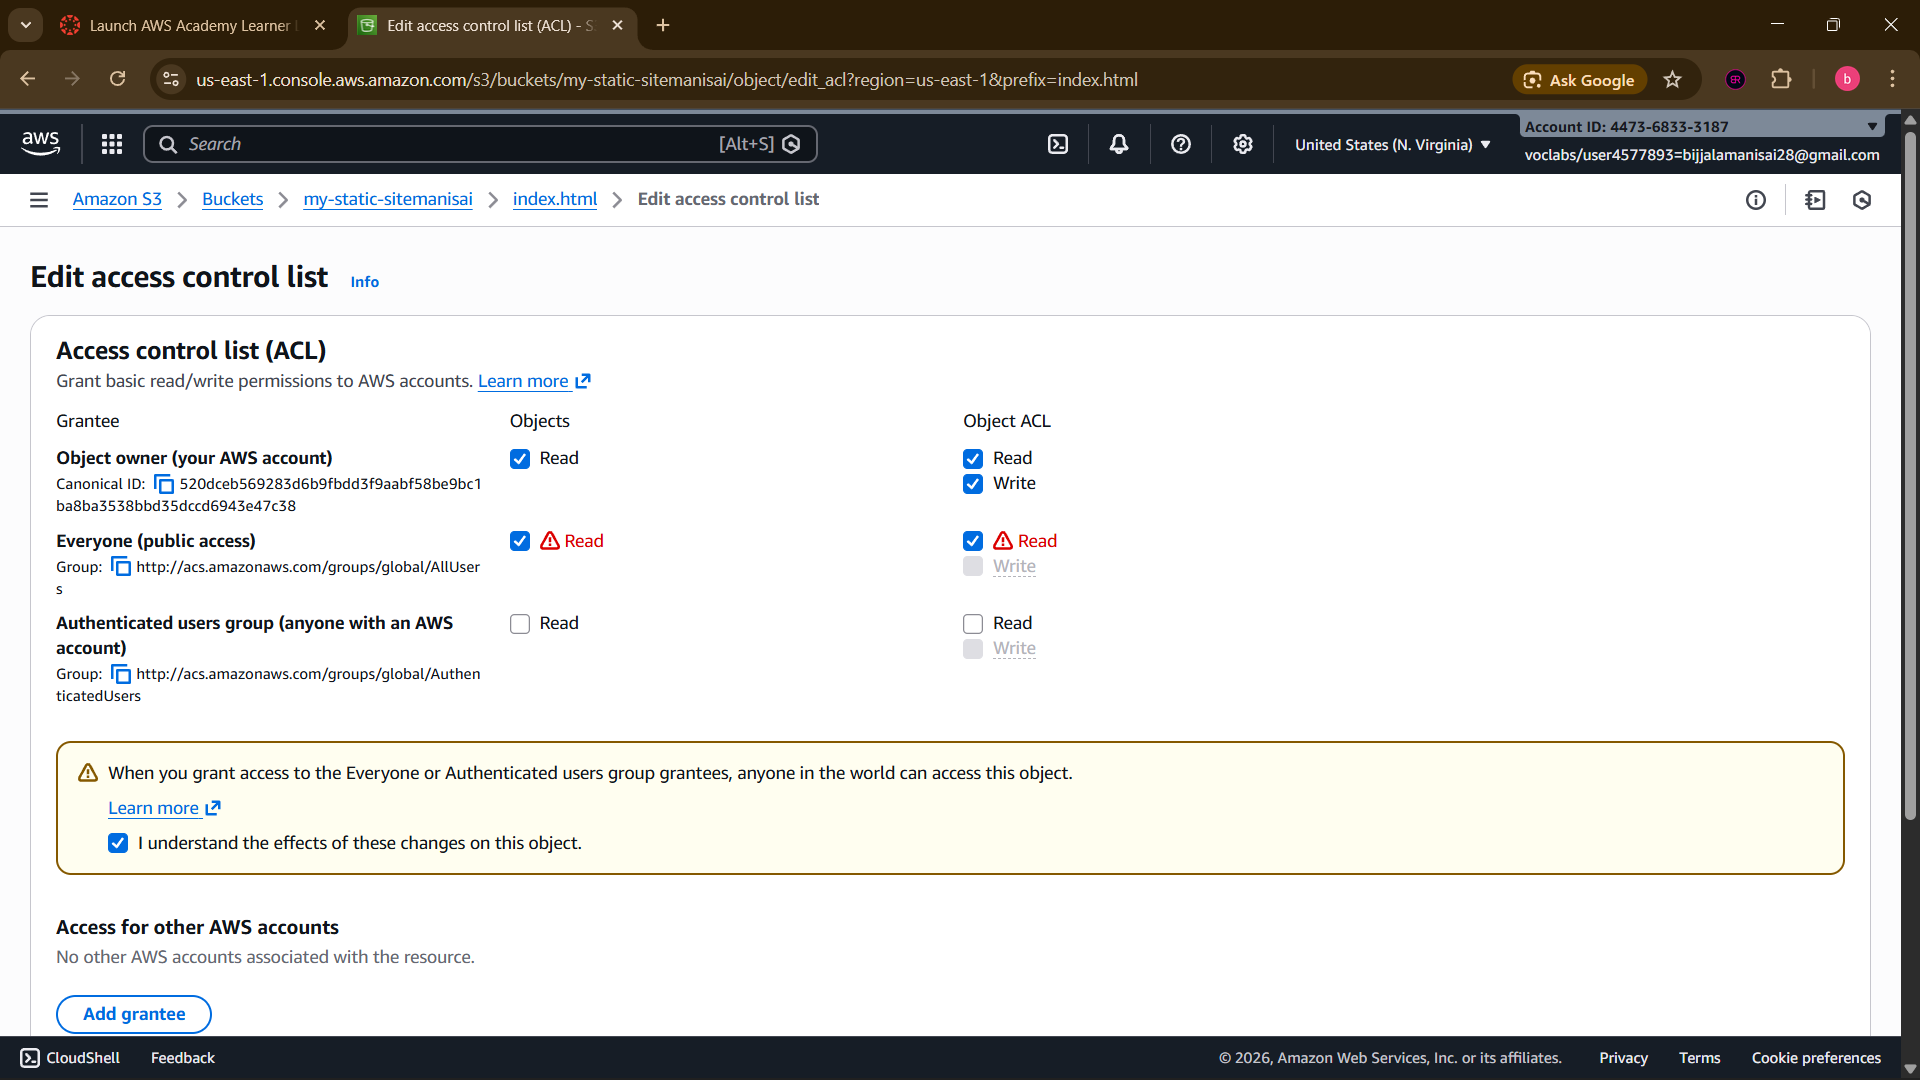 Launch AWS Academy Learner
Edit access control list (ACL) - S
us-east-1.console.aws.amazon.com/s3/buckets/my-static-sitemanisai/object/edit_acl?region=us-east-1&prefix=index.html
Ask Google
b
aws
Search
[Alt+S]
United States (N. Virginia)
Account ID: 4473-6833-3187
voclabs/user4577893=bijjalamanisai28@gmail.com
Amazon S3
Buckets
my-static-sitemanisai
index.html
Edit access control list
Edit access control list
Info
Access control list (ACL)
Grant basic read/write permissions to AWS accounts. Learn more
Grantee
Objects
Object ACL
Object owner (your AWS account)
Canonical ID: 520dceb569283d6b9fbdd3f9aabf58be9bc1
ba8ba3538bbd35dccd6943e47c38
Read
Read
Write
Everyone (public access)
Group: http://acs.amazonaws.com/groups/global/AllUser
s
Read
Read
Write
Authenticated users group (anyone with an AWS
account)
Group: http://acs.amazonaws.com/groups/global/Authen
ticatedUsers
Read
Read
Write
When you grant access to the Everyone or Authenticated users group grantees, anyone in the world can access this object.
Learn more
I understand the effects of these changes on this object.
Access for other AWS accounts
No other AWS accounts associated with the resource.
Add grantee
CloudShell
Feedback
© 2026, Amazon Web Services, Inc. or its affiliates.
Privacy
Terms
Cookie preferences